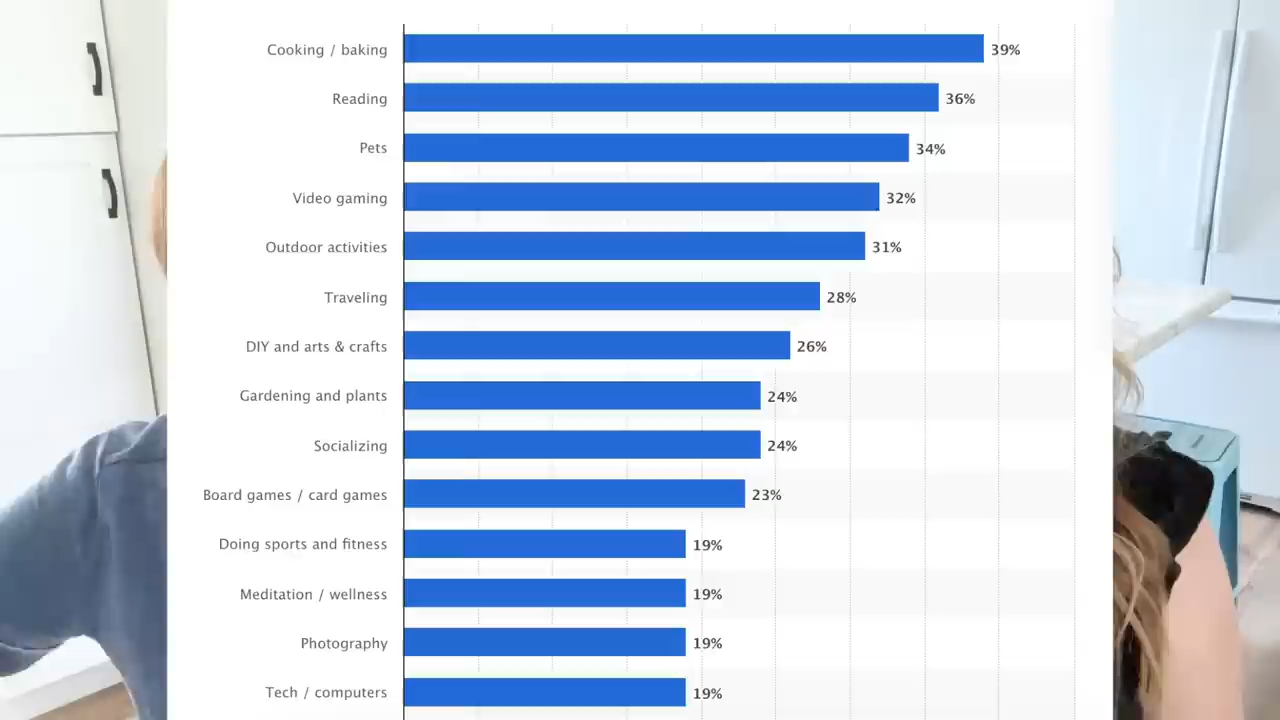 Cooking / baking 39%
Reading 36%
Pets 34%
Video gaming 32%
Outdoor activities 31%
Traveling 28%
DIY and arts & crafts 26%
Gardening and plants 24%
Socializing 24%
Board games / card games 23%
Doing sports and fitness 19%
Meditation / wellness 19%
Photography 19%
Tech / computers 19%